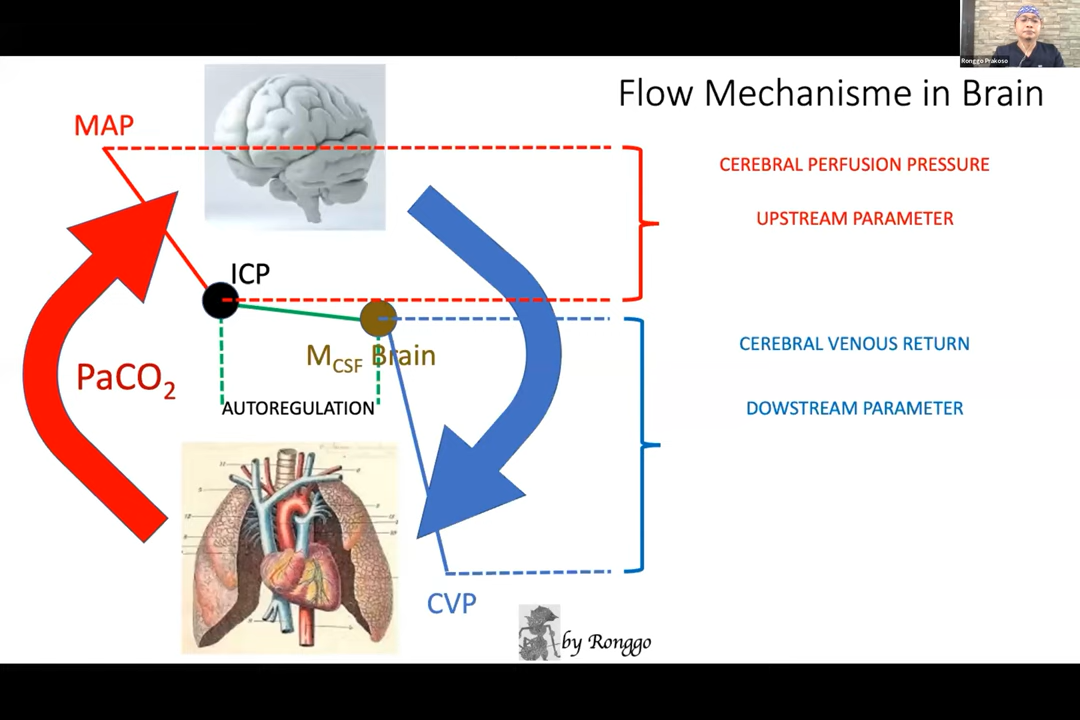 Ronggo Prakoso
Flow Mechanisme in Brain
MAP
CEREBRAL PERFUSION PRESSURE
UPSTREAM PARAMETER
ICP
CEREBRAL VENOUS RETURN
MCSF Brain
PaCO2
AUTOREGULATION
DOWSTREAM PARAMETER
CVP
by Ronggo